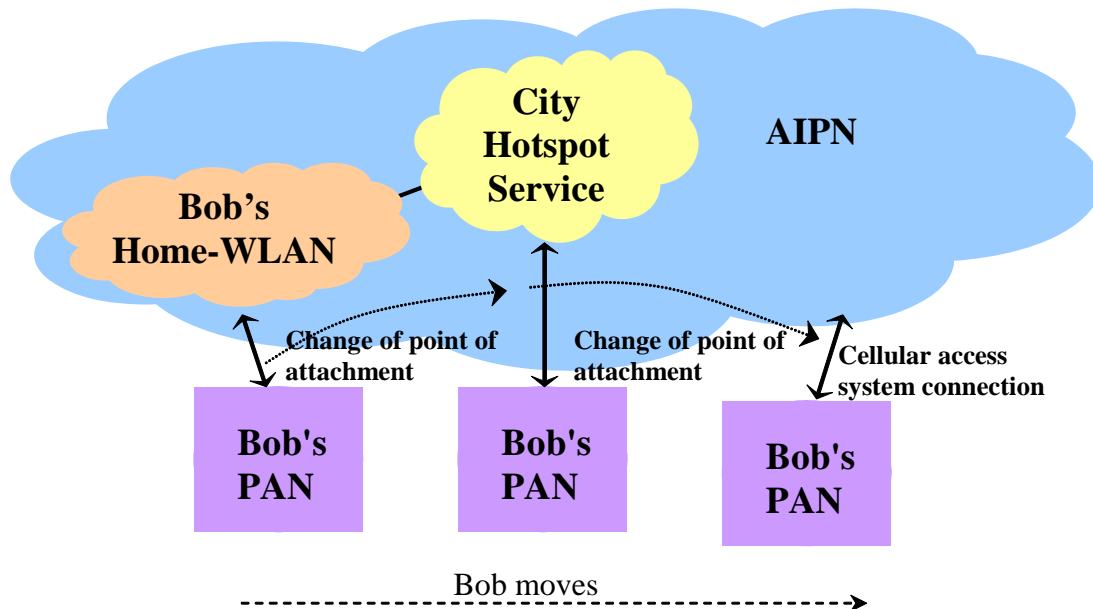 City
Hotspot
Service
AIPN
Bob’s
Home-WLAN
Change of point of
attachment
Change of point of
attachment
Cellular access
system connection
Bob's
PAN
Bob's
PAN
Bob's
PAN
Bob moves